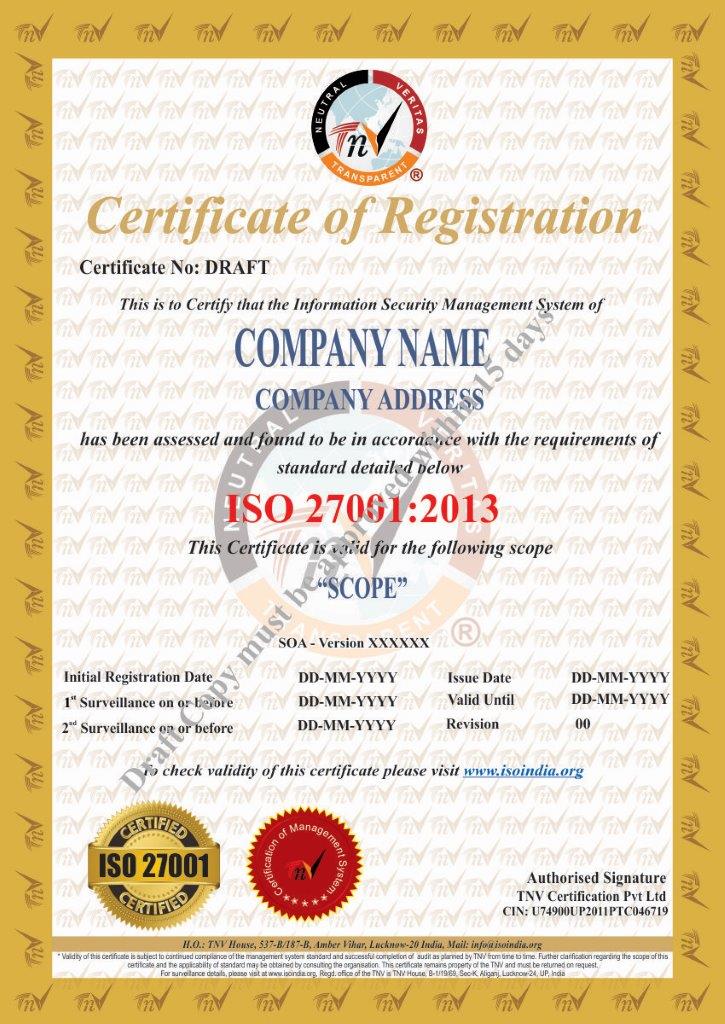 NEUTRAL VERITAS
TnV
TRANSPARENT ®
Certificate of Registration
Certificate No: DRAFT
This is to Certify that the Information Security Management System of
COMPANY NAME
COMPANY ADDRESS
has been assessed and found to be in accordance with the requirements of
standard detailed below
ISO 27001:2013
This Certificate is valid for the following scope
“SCOPE”
SOA - Version XXXXXX
Initial Registration Date DD-MM-YYYY Issue Date DD-MM-YYYY
1st Surveillance on or before DD-MM-YYYY Valid Until DD-MM-YYYY
2nd Surveillance on or before DD-MM-YYYY Revision 00
Draft Copy must be approved within 15 days
To check validity of this certificate please visit www.isoindia.org
CERTIFIED
ISO 27001
CERTIFIED
Certification of Management System
TnV
Authorised Signature
TNV Certification Pvt Ltd
CIN: U74900UP2011PTC046719
H.O.: TNV House, 537-B/187-B, Amber Vihar, Lucknow-20 India, Mail: info@isoindia.org
* Validity of this certificate is subject to continued compliance of the management system standard and successful completion of audit as planned by TNV from time to time. Further clarification regarding the scope of this
certificate and the applicability of standard may be obtained by consulting the organisation. This certificate remains property of the TNV and must be returned on request.
For surveillance details, please visit at www.isoindia.org, Regd. office of the TNV is TNV House, B-1/19/69, Sec-K, Aliganj, Lucknow-24, UP, India